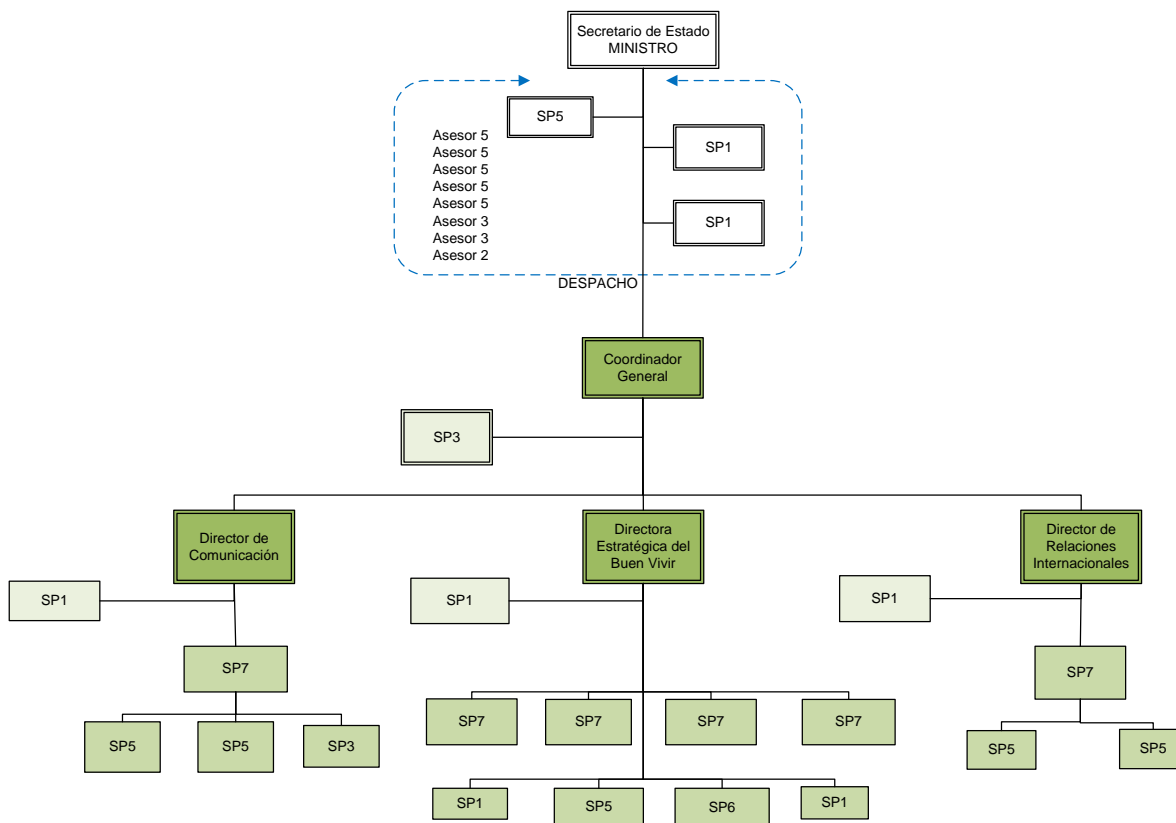 Secretario de Estado
MINISTRO
SP5
Asesor 5
Asesor 5
Asesor 5
Asesor 5
Asesor 5
Asesor 3
Asesor 3
Asesor 2
SP1
SP1
DESPACHO
Coordinador
General
SP3
Director de
Comunicación
Directora
Estratégica del
Buen Vivir
Director de
Relaciones
Internacionales
SP1
SP1
SP1
SP7
SP7
SP5
SP5
SP3
SP7
SP7
SP7
SP7
SP5
SP5
SP1
SP5
SP6
SP1